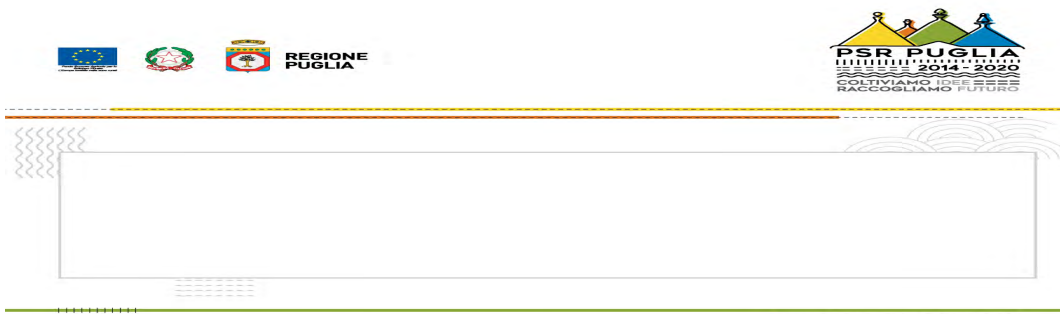 REGIONE
PUGLIA
PSR PUGLIA
2014 - 2020
COLTIVIAMO IDEE
RACCOGLIAMO FUTURO